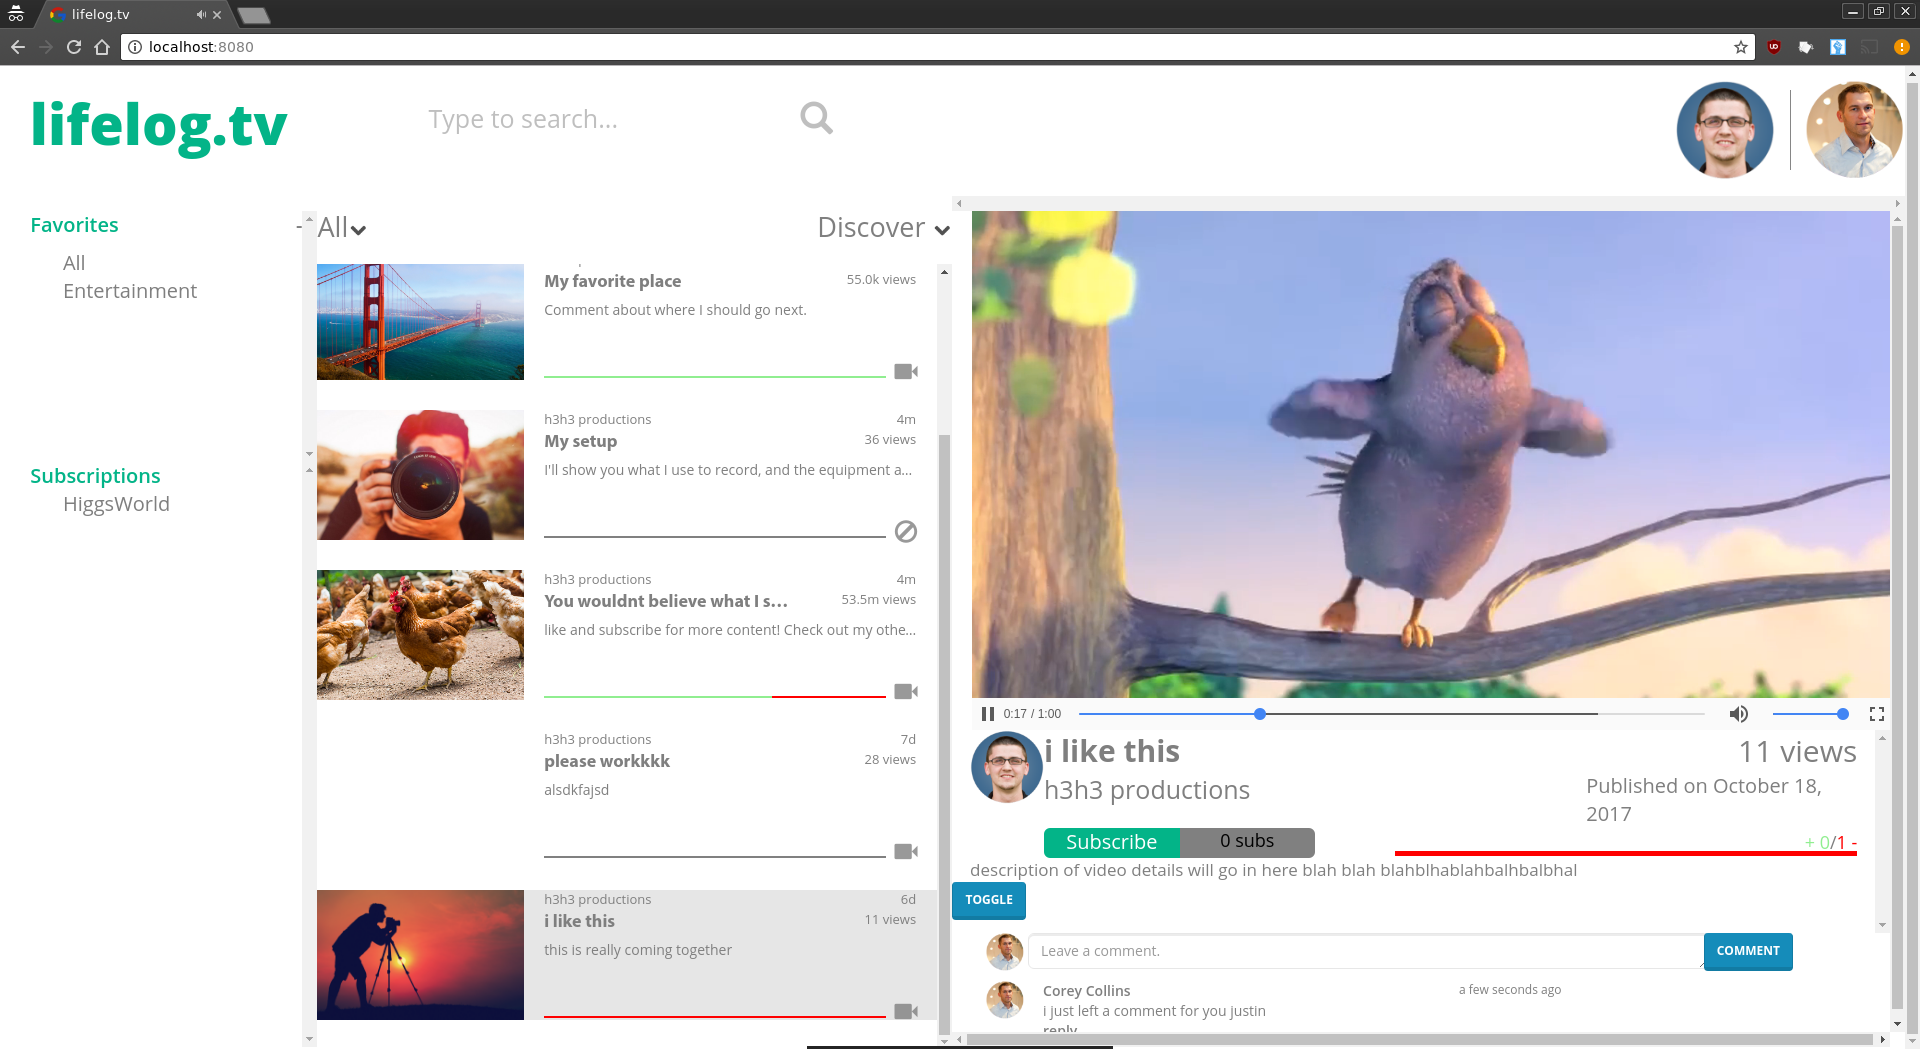 lifelog.tv
localhost:8080
lifelog.tv
Type to search...
Favorites
-
All
Entertainment
Subscriptions
HiggsWorld
All
Discover
My favorite place
55.0k views
Comment about where I should go next.
h3h3 productions
4m
My setup
36 views
I'll show you what I use to record, and the equipment a...
h3h3 productions
4m
You wouldnt believe what I s...
53.5m views
like and subscribe for more content! Check out my othe...
h3h3 productions
7d
please workkkk
28 views
alsdkfajsd
h3h3 productions
6d
i like this
11 views
this is really coming together
0:17 / 1:00
i like this
11 views
h3h3 productions
Published on October 18,
2017
Subscribe
0 subs
+ 0/1 -
description of video details will go in here blah blah blahblhablahbalhbalbhal
TOGGLE
Leave a comment.
COMMENT
Corey Collins
a few seconds ago
i just left a comment for you justin
reply